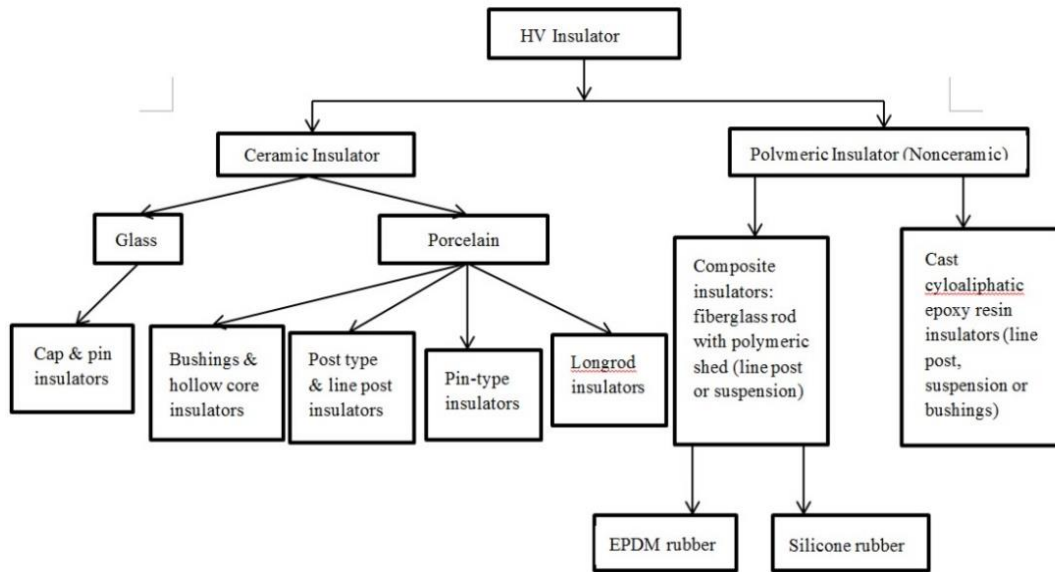 HV Insulator
Ceramic Insulator
Polymeric Insulator (Nonceramic)
Glass
Porcelain
Composite
insulators:
fiberglass rod
with polymeric
shed (line post
or suspension)
Cast
cyloaliphatic
epoxy resin
insulators (line
post,
suspension or
bushings)
Cap & pin
insulators
Bushings &
hollow core
insulators
Post type
& line post
insulators
Pin-type
insulators
Longrod
insulators
EPDM rubber
Silicone rubber